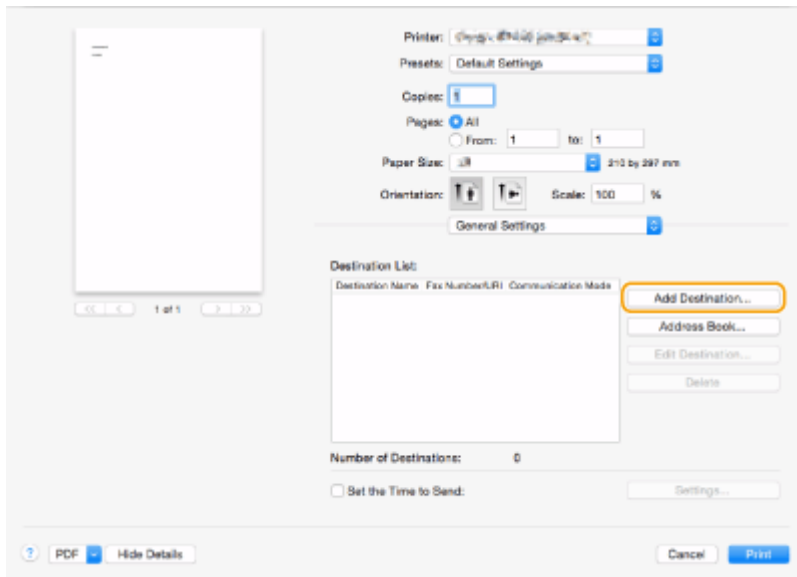 Printer:
Presets: Default Settings
Copies: 1
Pages: All
From: 1 to: 1
Paper Size: 210 by 297 mm
Orientation: Scale: 100 %
General Settings
Destination List:
Destination Name Fax Number/URI Communication Mode
Add Destination...
Address Book...
Edit Destination...
Delete
1 of 1
Number of Destinations: 0
Set the Time to Send: Settings...
? PDF Hide Details Cancel Print